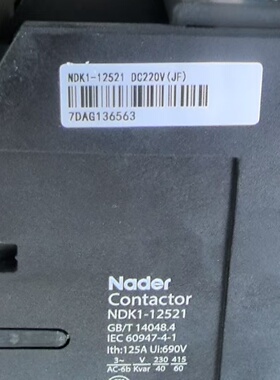 NDK1-12521 DC220V(JF)
7DAG136563
Nader
Contactor
NDK1-12521
GB/T 14048.4
IEC 60947-4-1
Ith:125A Ui:690V
3~ V 230 415
AC-6b Kvar 40 60